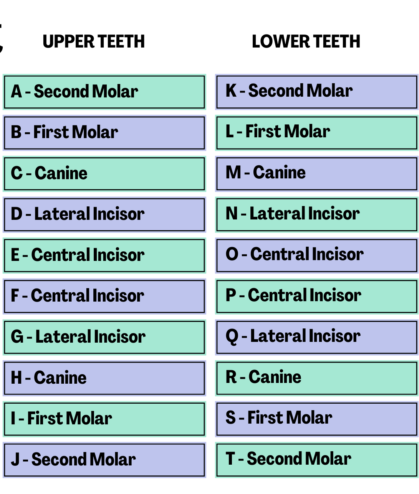 UPPER TEETH
A - Second Molar
B - First Molar
C - Canine
D - Lateral Incisor
E - Central Incisor
F - Central Incisor
G - Lateral Incisor
H - Canine
I - First Molar
J - Second Molar
LOWER TEETH
K - Second Molar
L - First Molar
M - Canine
N - Lateral Incisor
O - Central Incisor
P - Central Incisor
Q - Lateral Incisor
R - Canine
S - First Molar
T - Second Molar